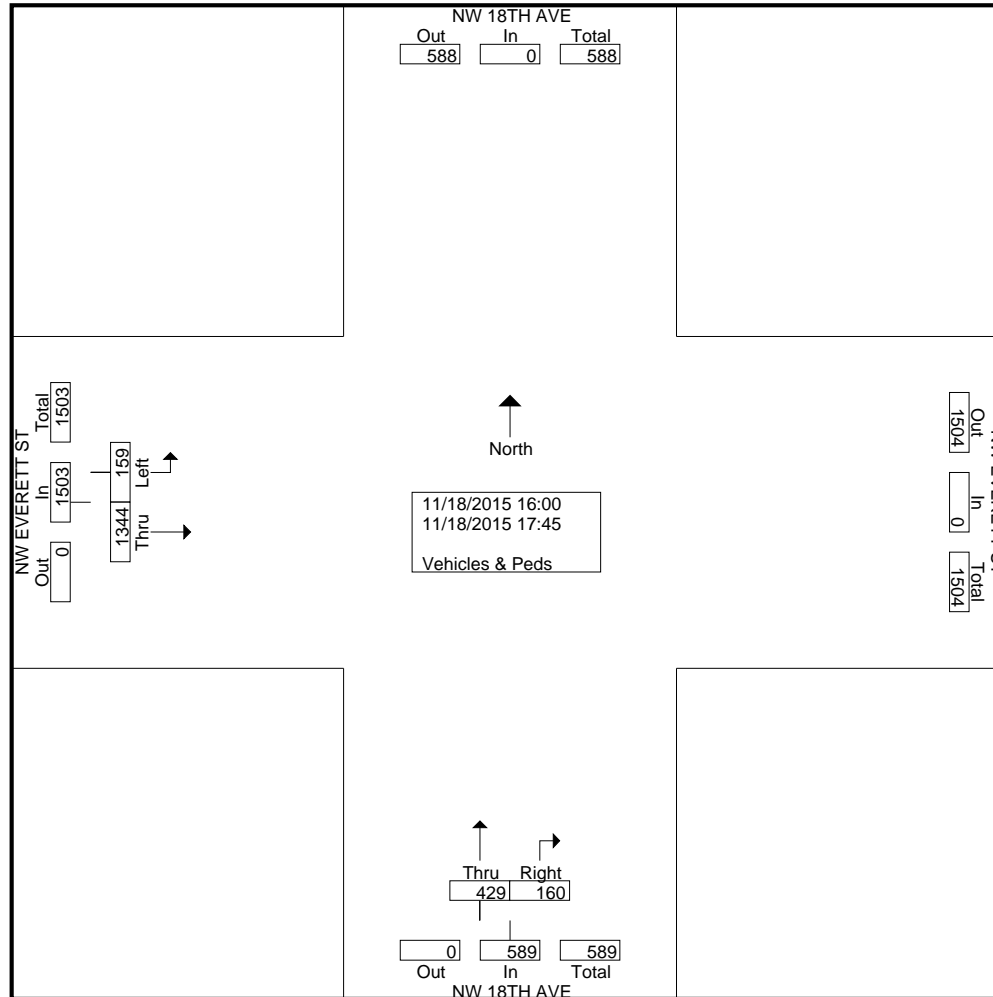 NW 18TH AVE
Out In Total
588 0 588
NW EVERETT ST
Total In Out
1503 1503 0
Left Thru
159 1344
North
11/18/2015 16:00
11/18/2015 17:45
Vehicles & Peds
Out In Total
1504 0 1504
Thru Right
429 160
0 589 589
Out In Total
NW 18TH AVE